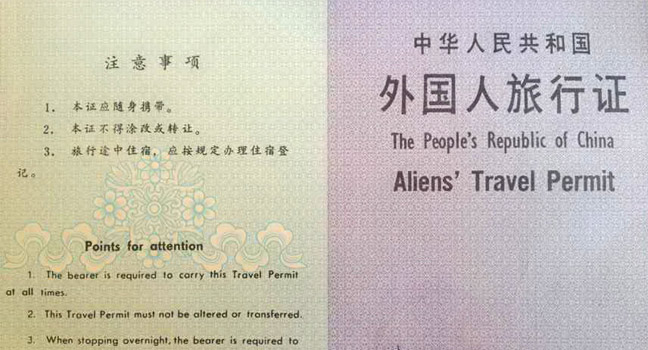 注意事项
1. 本证应随身携带。
2. 本证不得涂改或转让。
3. 旅行途中住宿，应按规定办理住宿登
记。
Points for attention
1. The bearer is required to carry this Travel Permit
at all times.
2. This Travel Permit must not be altered or transferred.
3. When stopping overnight, the bearer is required to
中华人民共和国
外国人旅行证
The People's Republic of China
Aliens' Travel Permit